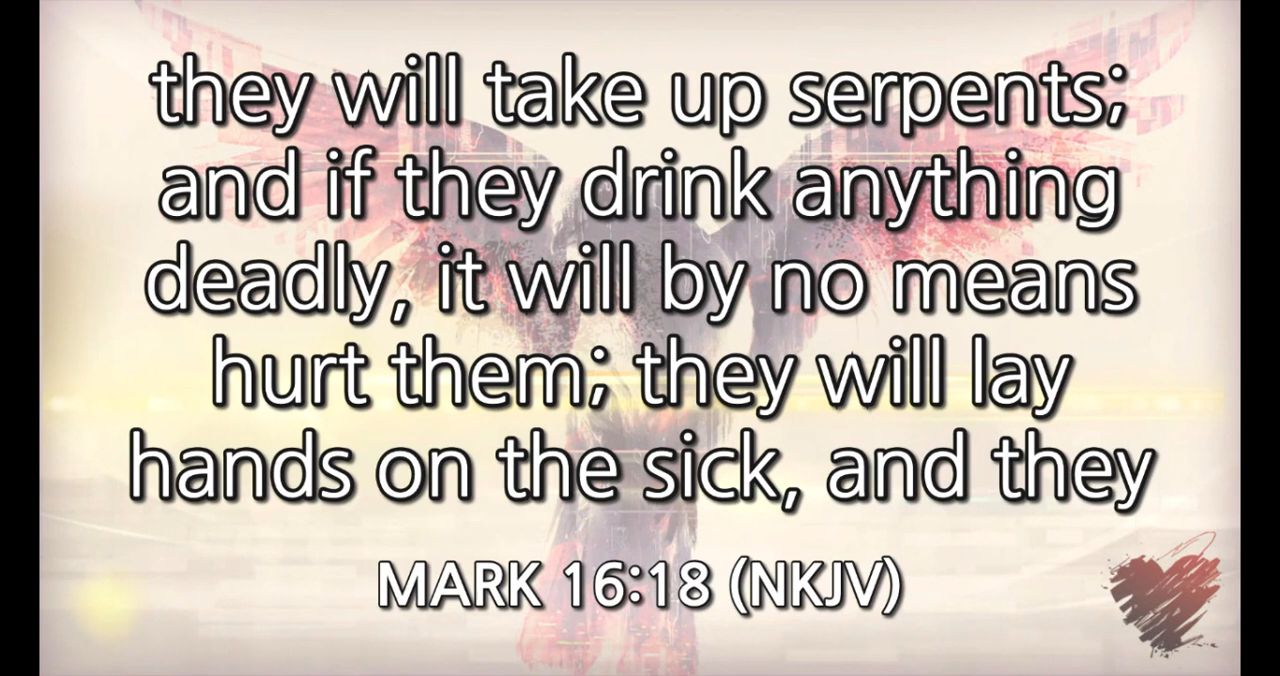 they will take up serpents;
and if they drink anything
deadly, it will by no means
hurt them; they will lay
hands on the sick, and they
MARK 16:18 (NKJV)